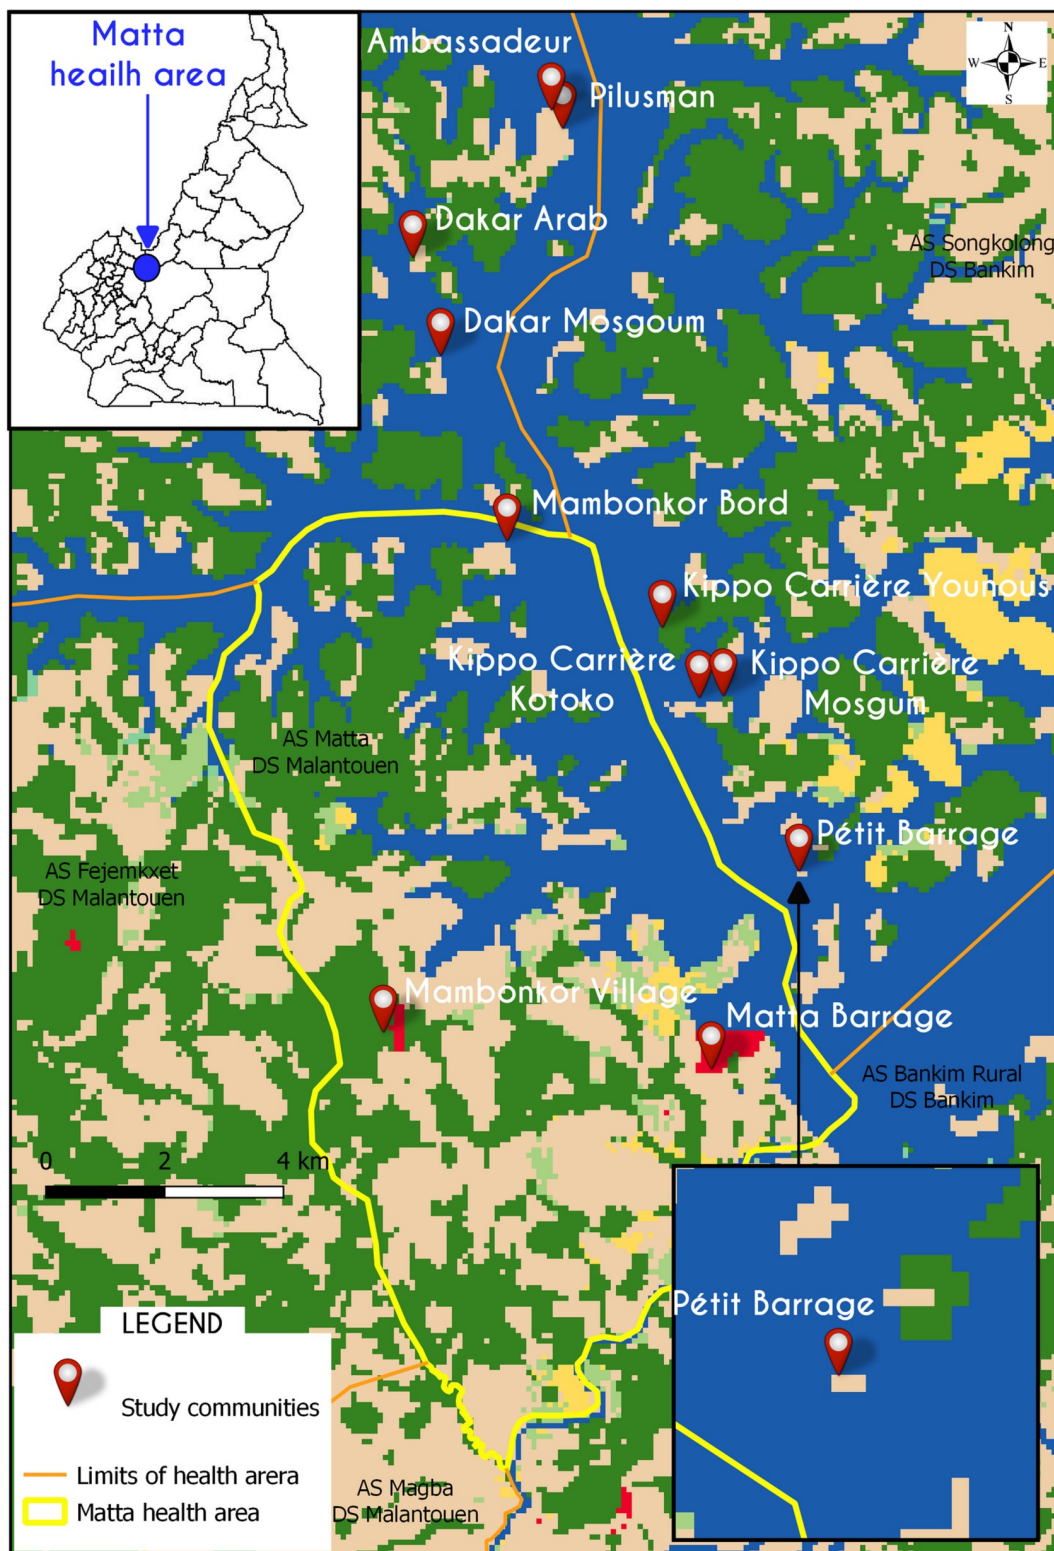 Matta
heailh area
Ambassadeur
N
W E
S
Pilusman
Dakar Arab
AS Songkolong
DS Bankim
Dakar Mosgoum
Mambonkor Bord
Kippo Carrière Younous
Kippo Carrière
Kotoko
Kippo Carrière
Mosgum
AS Matta
DS Malantouen
Pétit Barrage
AS Fejemkxet
DS Malantouen
Mambonkor Village
Matta Barrage
AS Bankim Rural
DS Bankim
0 2 4 km
Pétit Barrage
LEGEND
Study communities
Limits of health arera
Matta health area
AS Magba
DS Malantouen